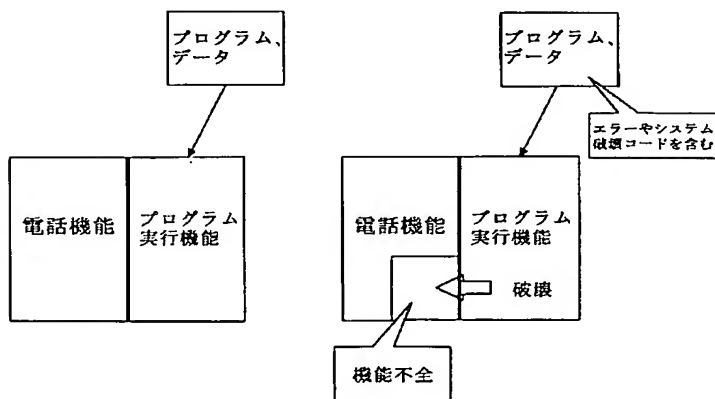 プログラム、
データ
電話機能
プログラム
実行機能
プログラム、
データ
エラーやシステム
破壊コードを含む
電話機能
プログラム
実行機能
破壊
機能不全